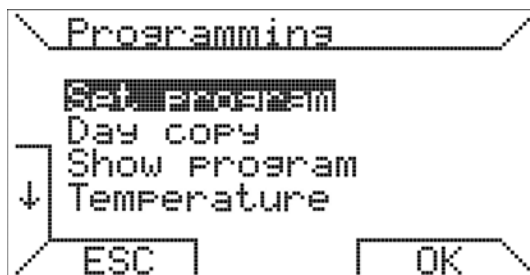 Programming
Set program
Day copy
Show program
Temperature
ESC OK